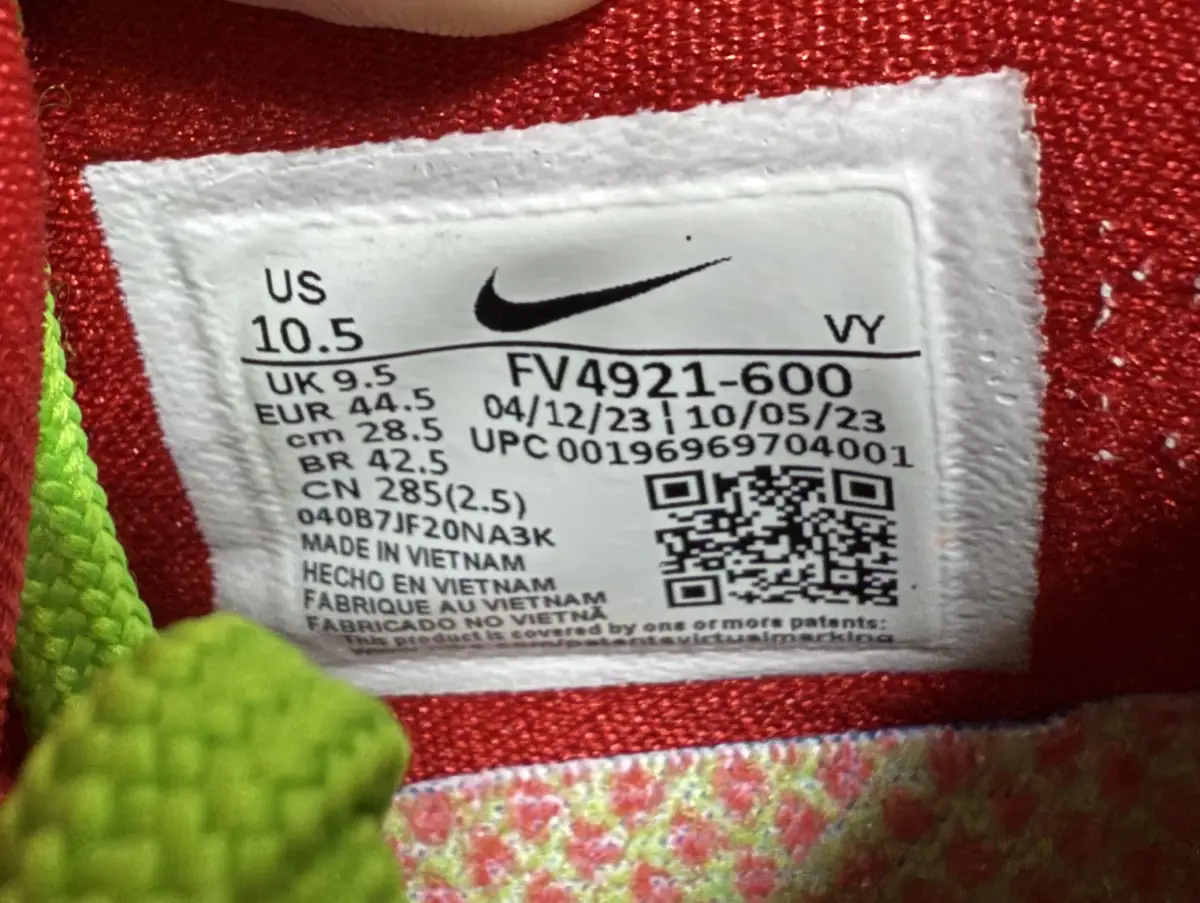 US
10.5
VY
UK 9.5
EUR 44.5
cm 28.5
BR 42.5
CN 285(2.5)
FV4921-600
04/12/23 ¦ 10/05/23
UPC 00196969704001
040B7JF20NA3K
MADE IN VIETNAM
HECHO EN VIETNAM
FABRIQUE AU VIETNAM
FABRICADO NO VIETNÃ
This product is covered by one or more patents: